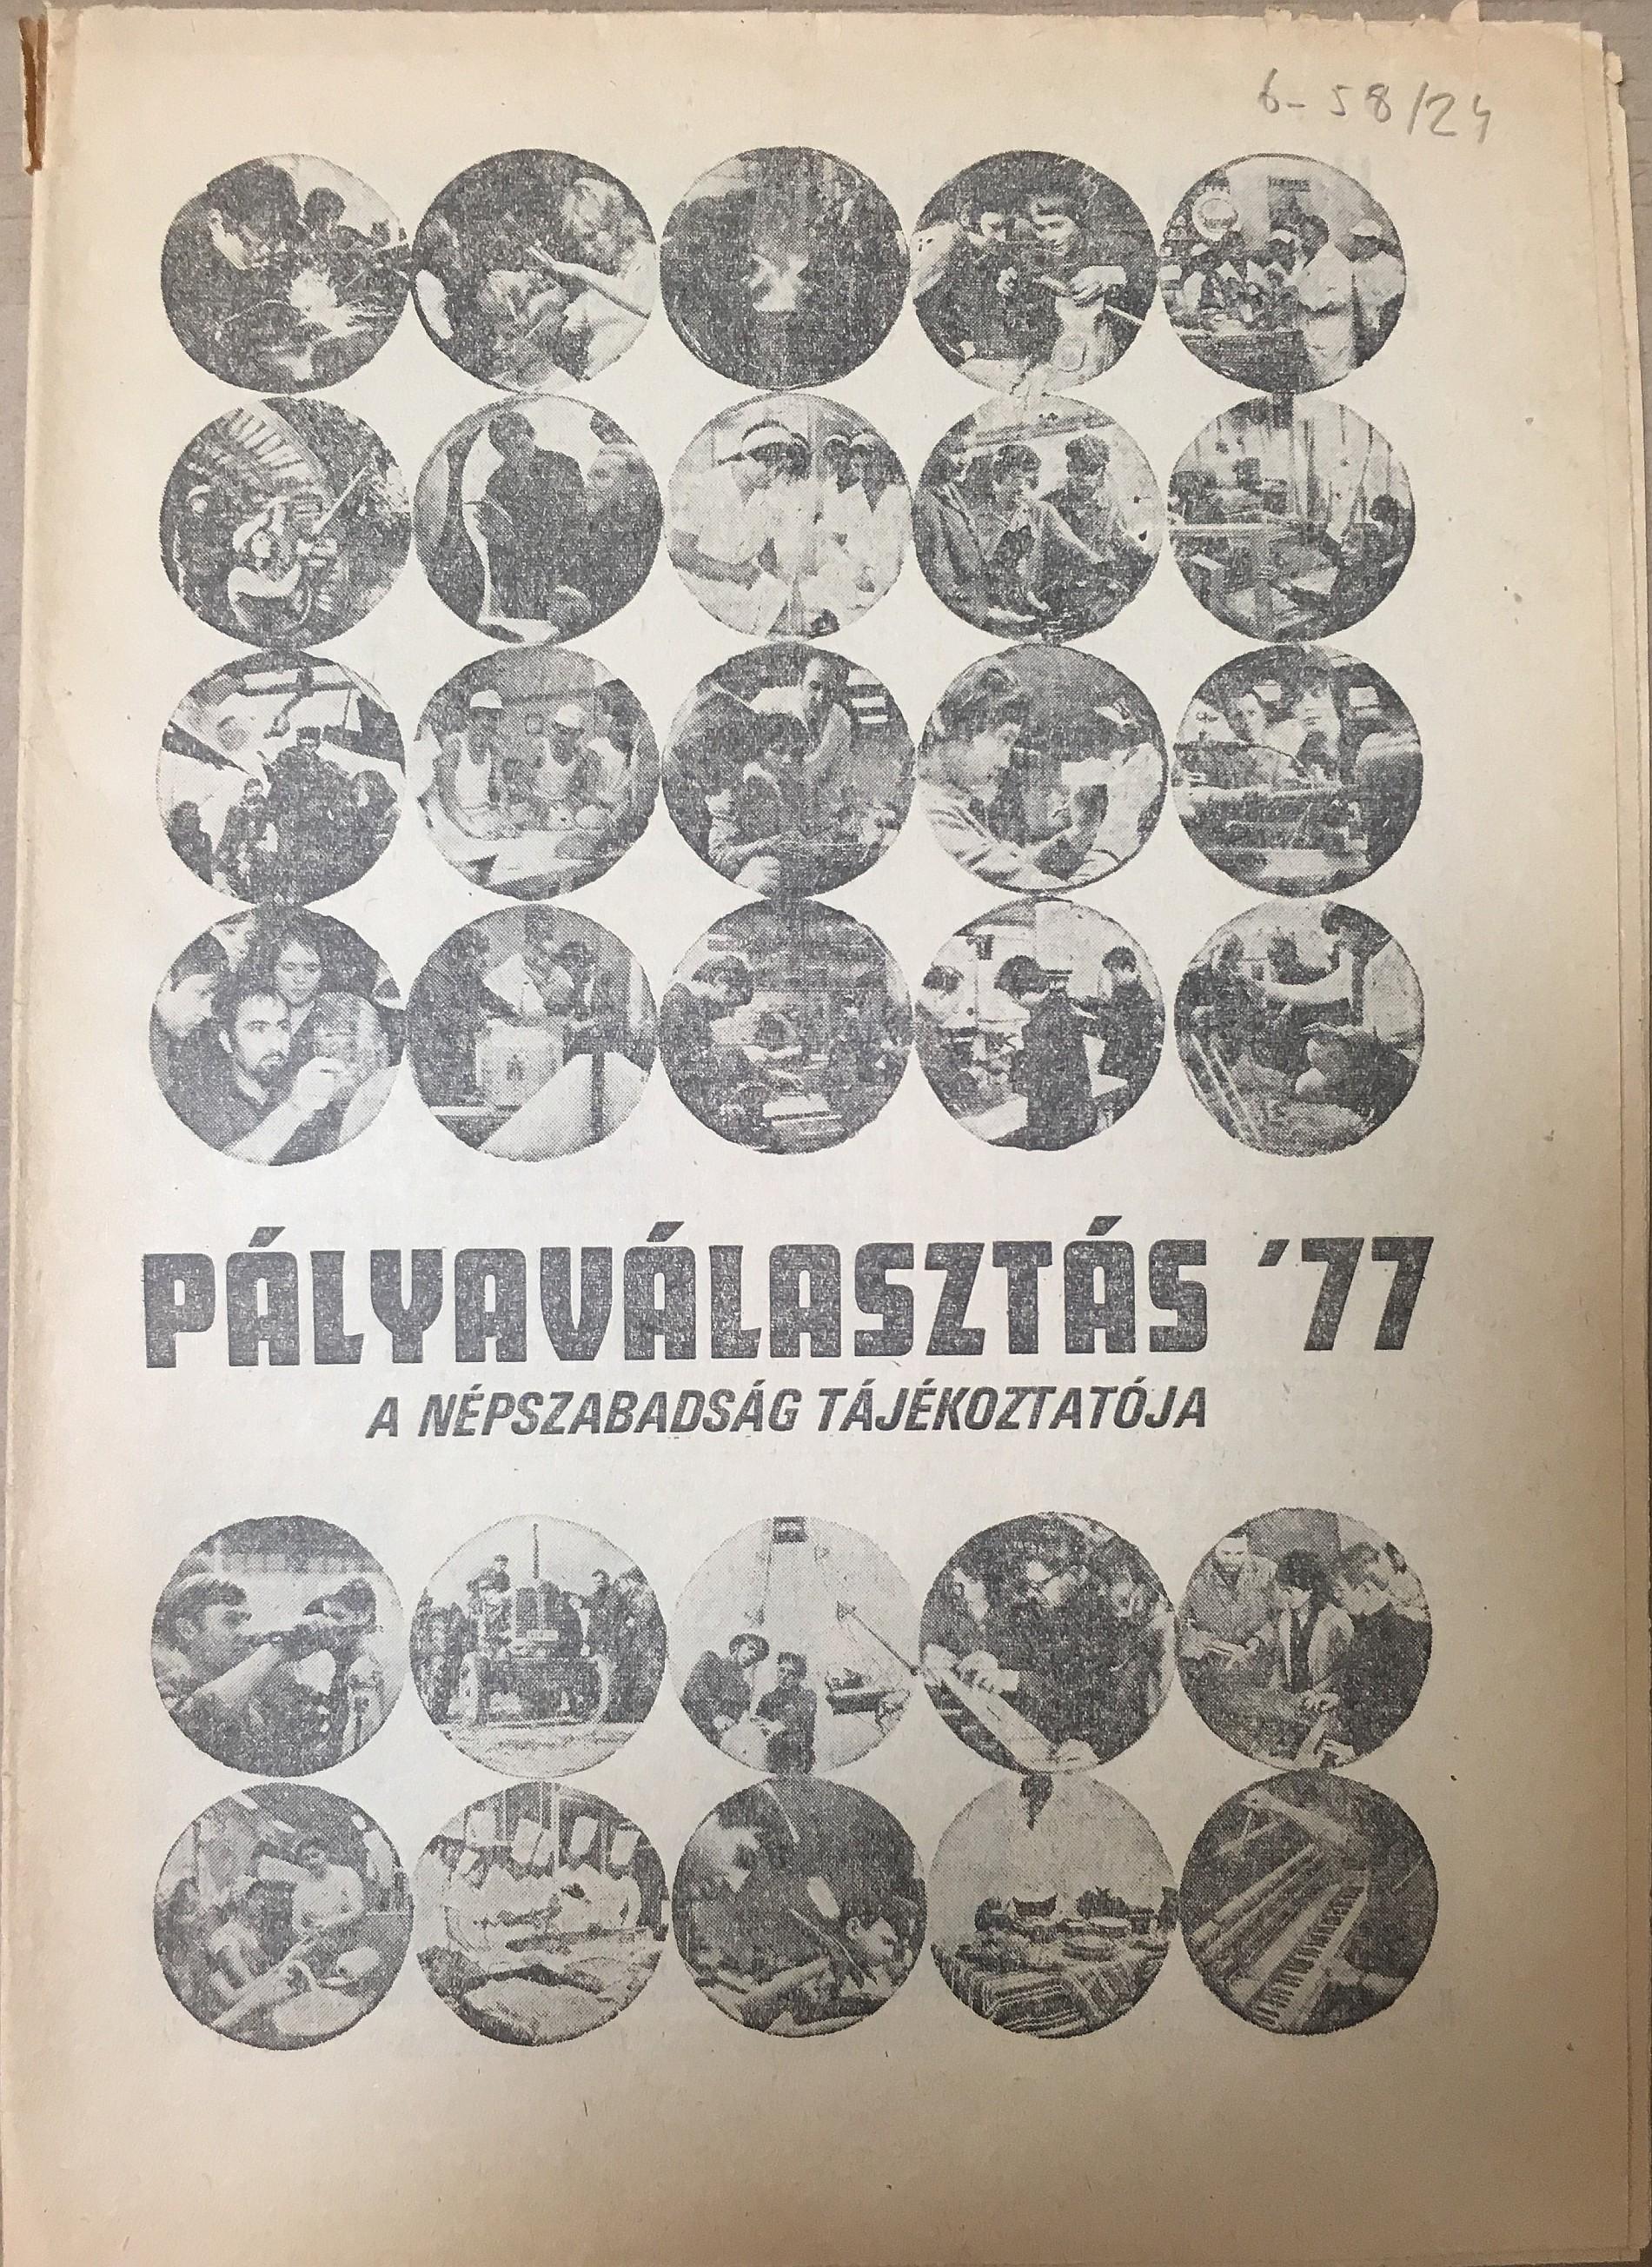 6-58/24
PÁLYAVÁLASZTÁS '77
A NÉPSZABADSÁG TÁJÉKOZTATÓJA